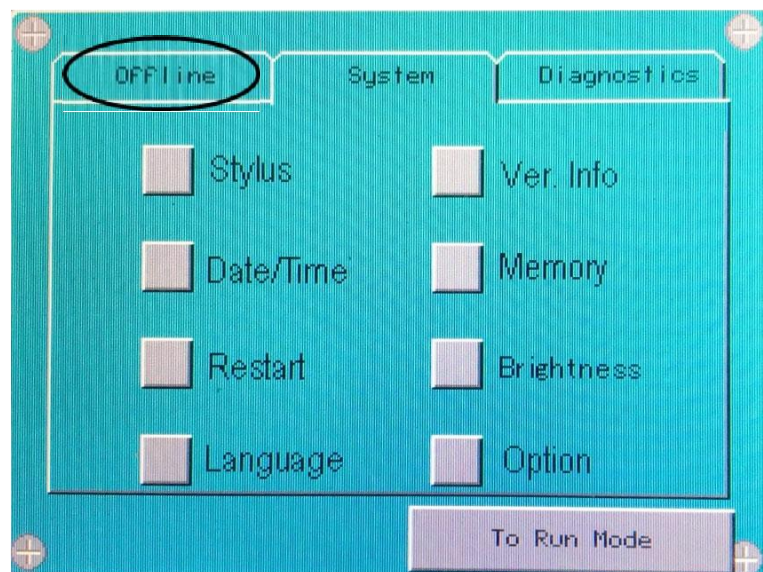 Offline System Diagnostics
Stylus Ver. Info
Date/Time Memory
Restart Brightness
Language Option
To Run Mode